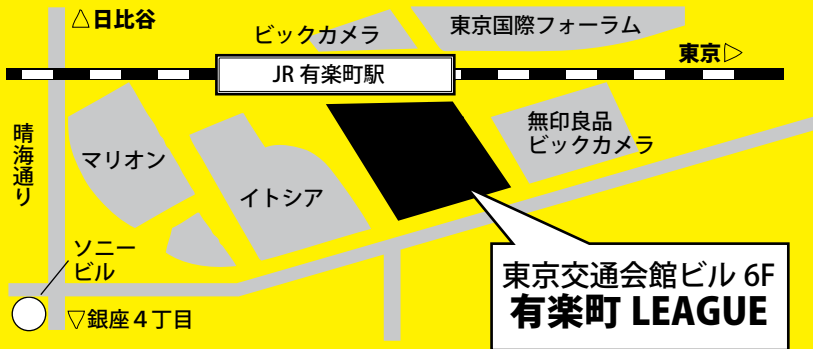 △日比谷
ビックカメラ
東京国際フォーラム
JR 有楽町駅
東京▷
晴海通り
マリオン
イトシア
無印良品
ビックカメラ
ソニー
ビル
▽銀座４丁目
東京交通会館ビル 6F
有楽町 LEAGUE